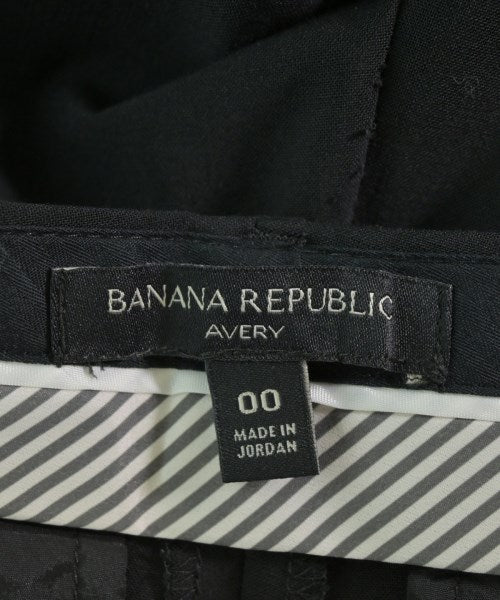 BANANA REPUBLIC
AVERY
00
MADE IN
JORDAN